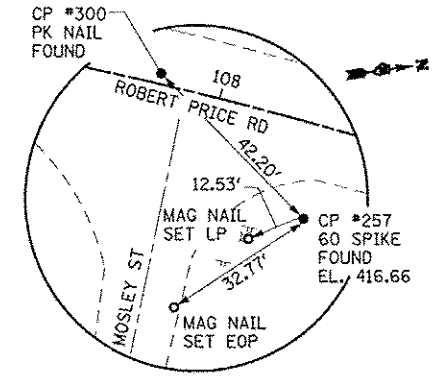 CP #300
PK NAIL
FOUND
N
108
ROBERT PRICE RD
42.20'
12.53'
MAG NAIL
SET LP
CP #257
60 SPIKE
FOUND
EL. 416.66
32.77'
MOSLEY ST
MAG NAIL
SET EOP